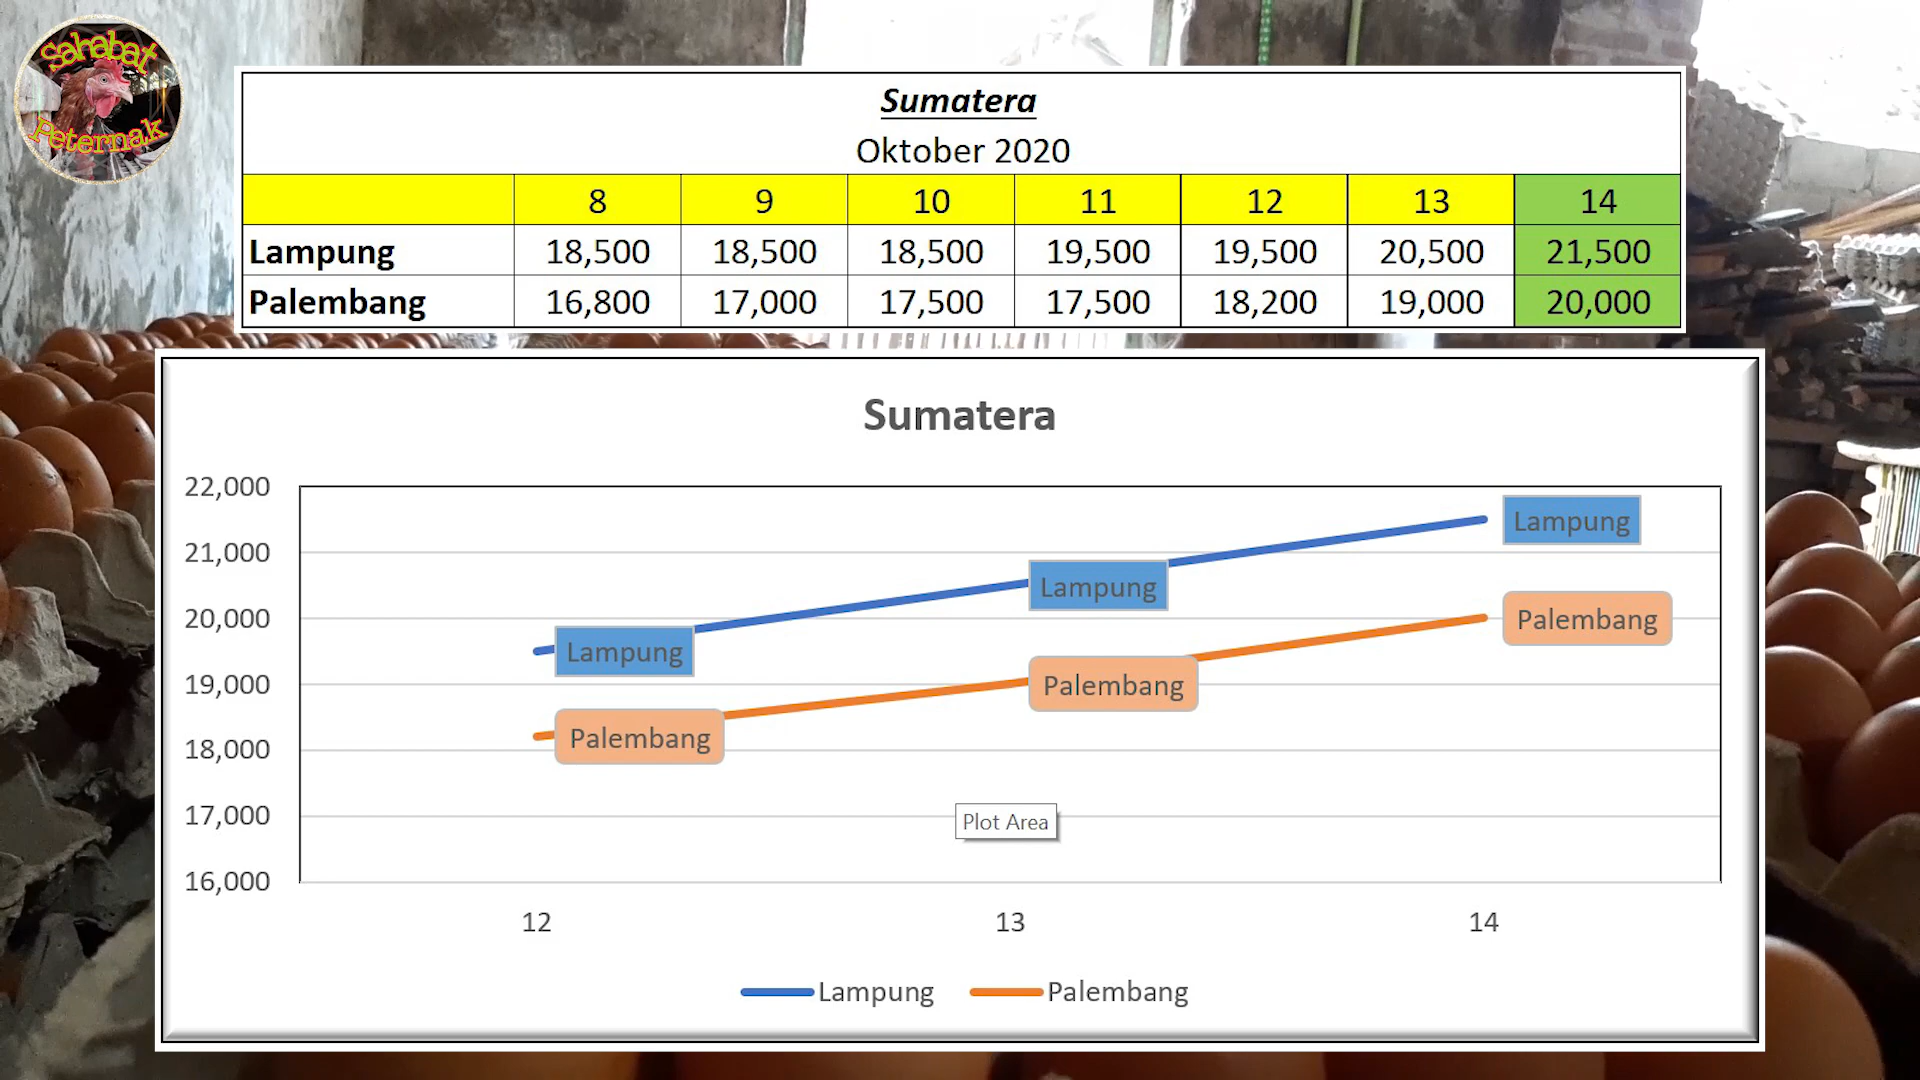 Sahabat
Peternak
Sumatera
Oktober 2020
8 9 10 11 12 13 14
Lampung 18,500 18,500 18,500 19,500 19,500 20,500 21,500
Palembang 16,800 17,000 17,500 17,500 18,200 19,000 20,000
Sumatera
22,000
21,000
20,000
19,000
18,000
17,000
16,000
Lampung
Lampung
Lampung
Palembang
Palembang
Palembang
Plot Area
12 13 14
Lampung Palembang